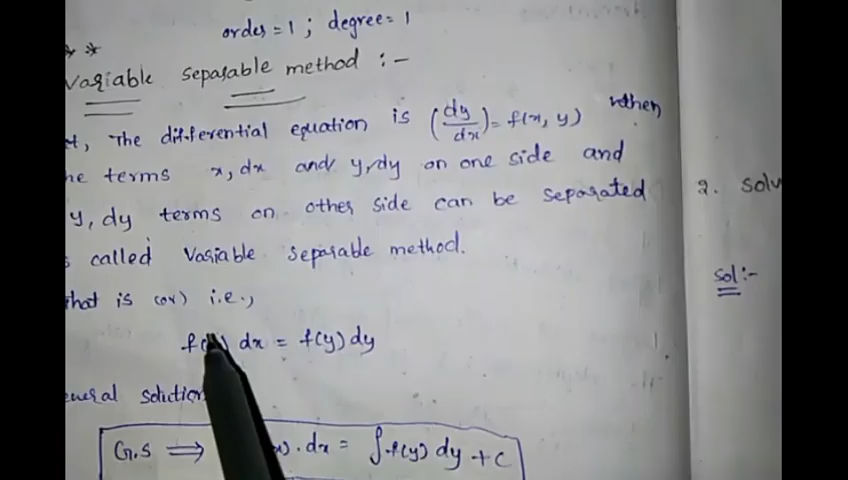 order = 1 ; degree = 1
Variable separable method :-
The differential equation is (dy/dx) = f(x, y) then
terms x, dx and y, dy on one side and
y, dy terms on other side can be separated
called Variable separable method.
that is (or) i.e.,
dx = f(y) dy
solution
G.S ⟹ . dx = ∫ f(y) dy + C
2. Solv
Sol:-